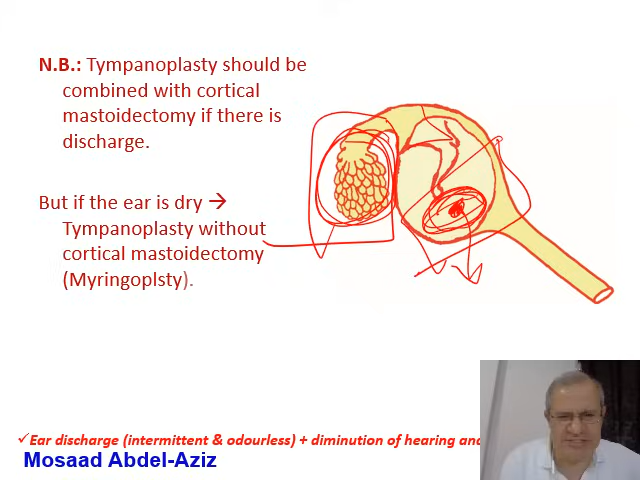 N.B.: Tympanoplasty should be
combined with cortical
mastoidectomy if there is
discharge.
But if the ear is dry →
Tympanoplasty without
cortical mastoidectomy
(Myringoplsty).
✓Ear discharge (intermittent & odourless) + diminution of hearing and
Mosaad Abdel-Aziz